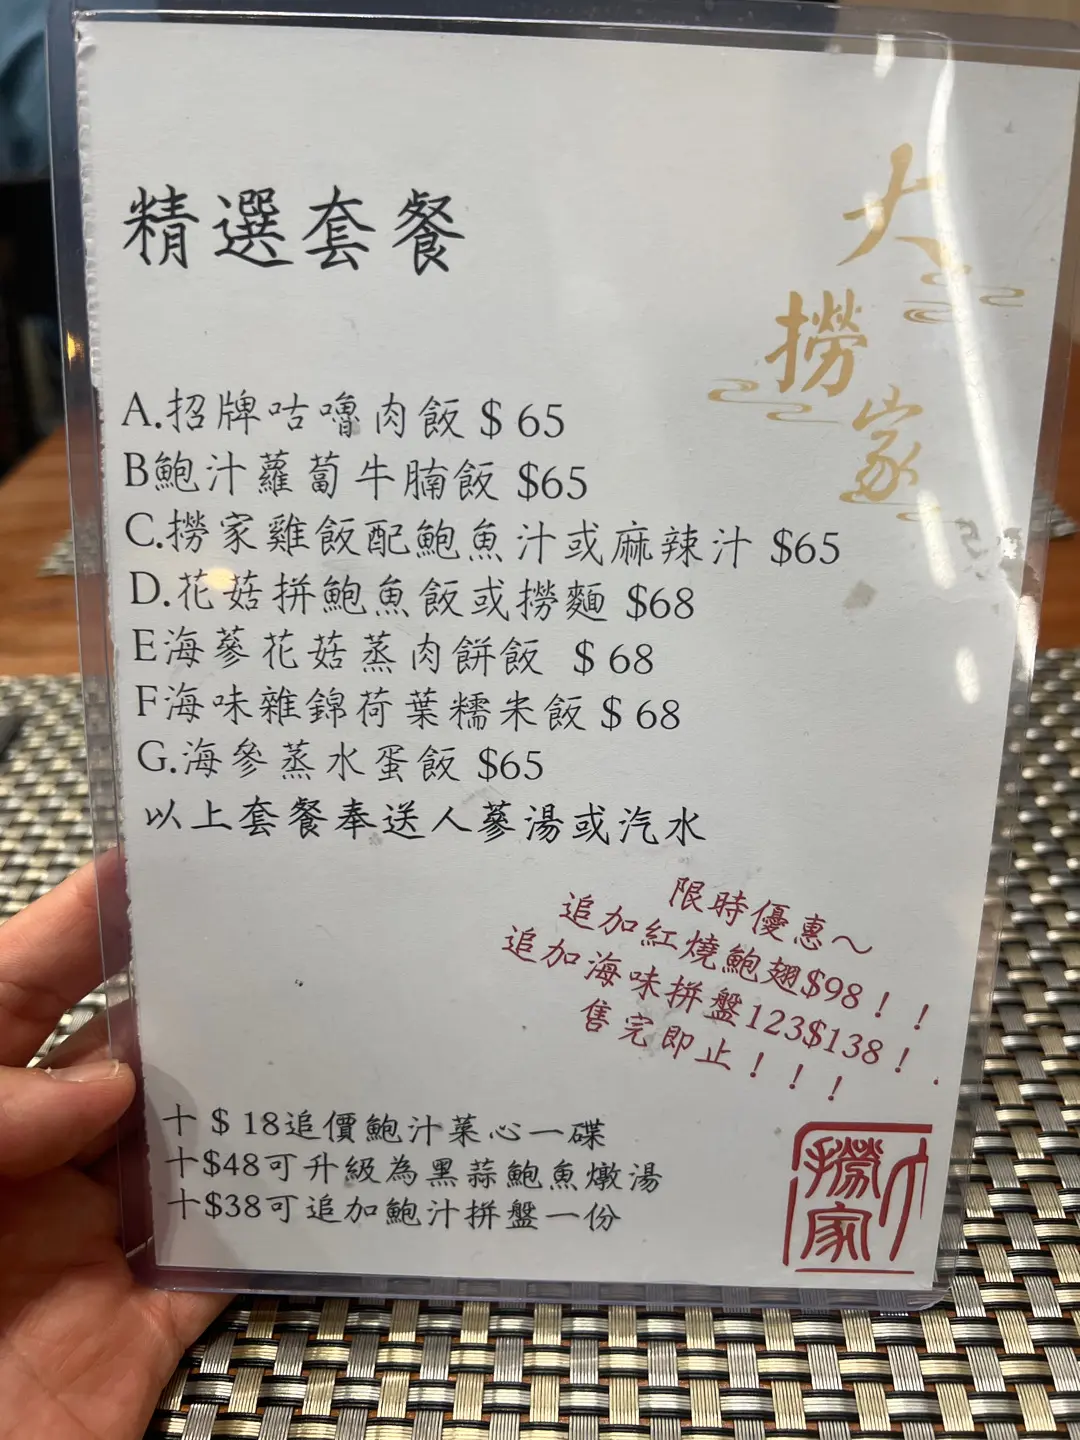 精選套餐
大
撈
家
A.招牌咕嚕肉飯 $ 65
B鮑汁蘿蔔牛腩飯 $65
C.撈家雞飯配鮑魚汁或麻辣汁 $65
D.花菇拼鮑魚飯或撈麵 $68
E海蔘花菇蒸肉餅飯 $ 68
F海味雜錦荷葉糯米飯 $ 68
G.海參蒸水蛋飯 $65
以上套餐奉送人蔘湯或汽水
限時優惠～
追加紅燒鮑翅$98！！
追加海味拼盤123$138！
售完即止！！！
十 $ 18追價鮑汁菜心一碟
十$48可升級為黑蒜鮑魚燉湯
十$38可追加鮑汁拼盤一份
大撈家